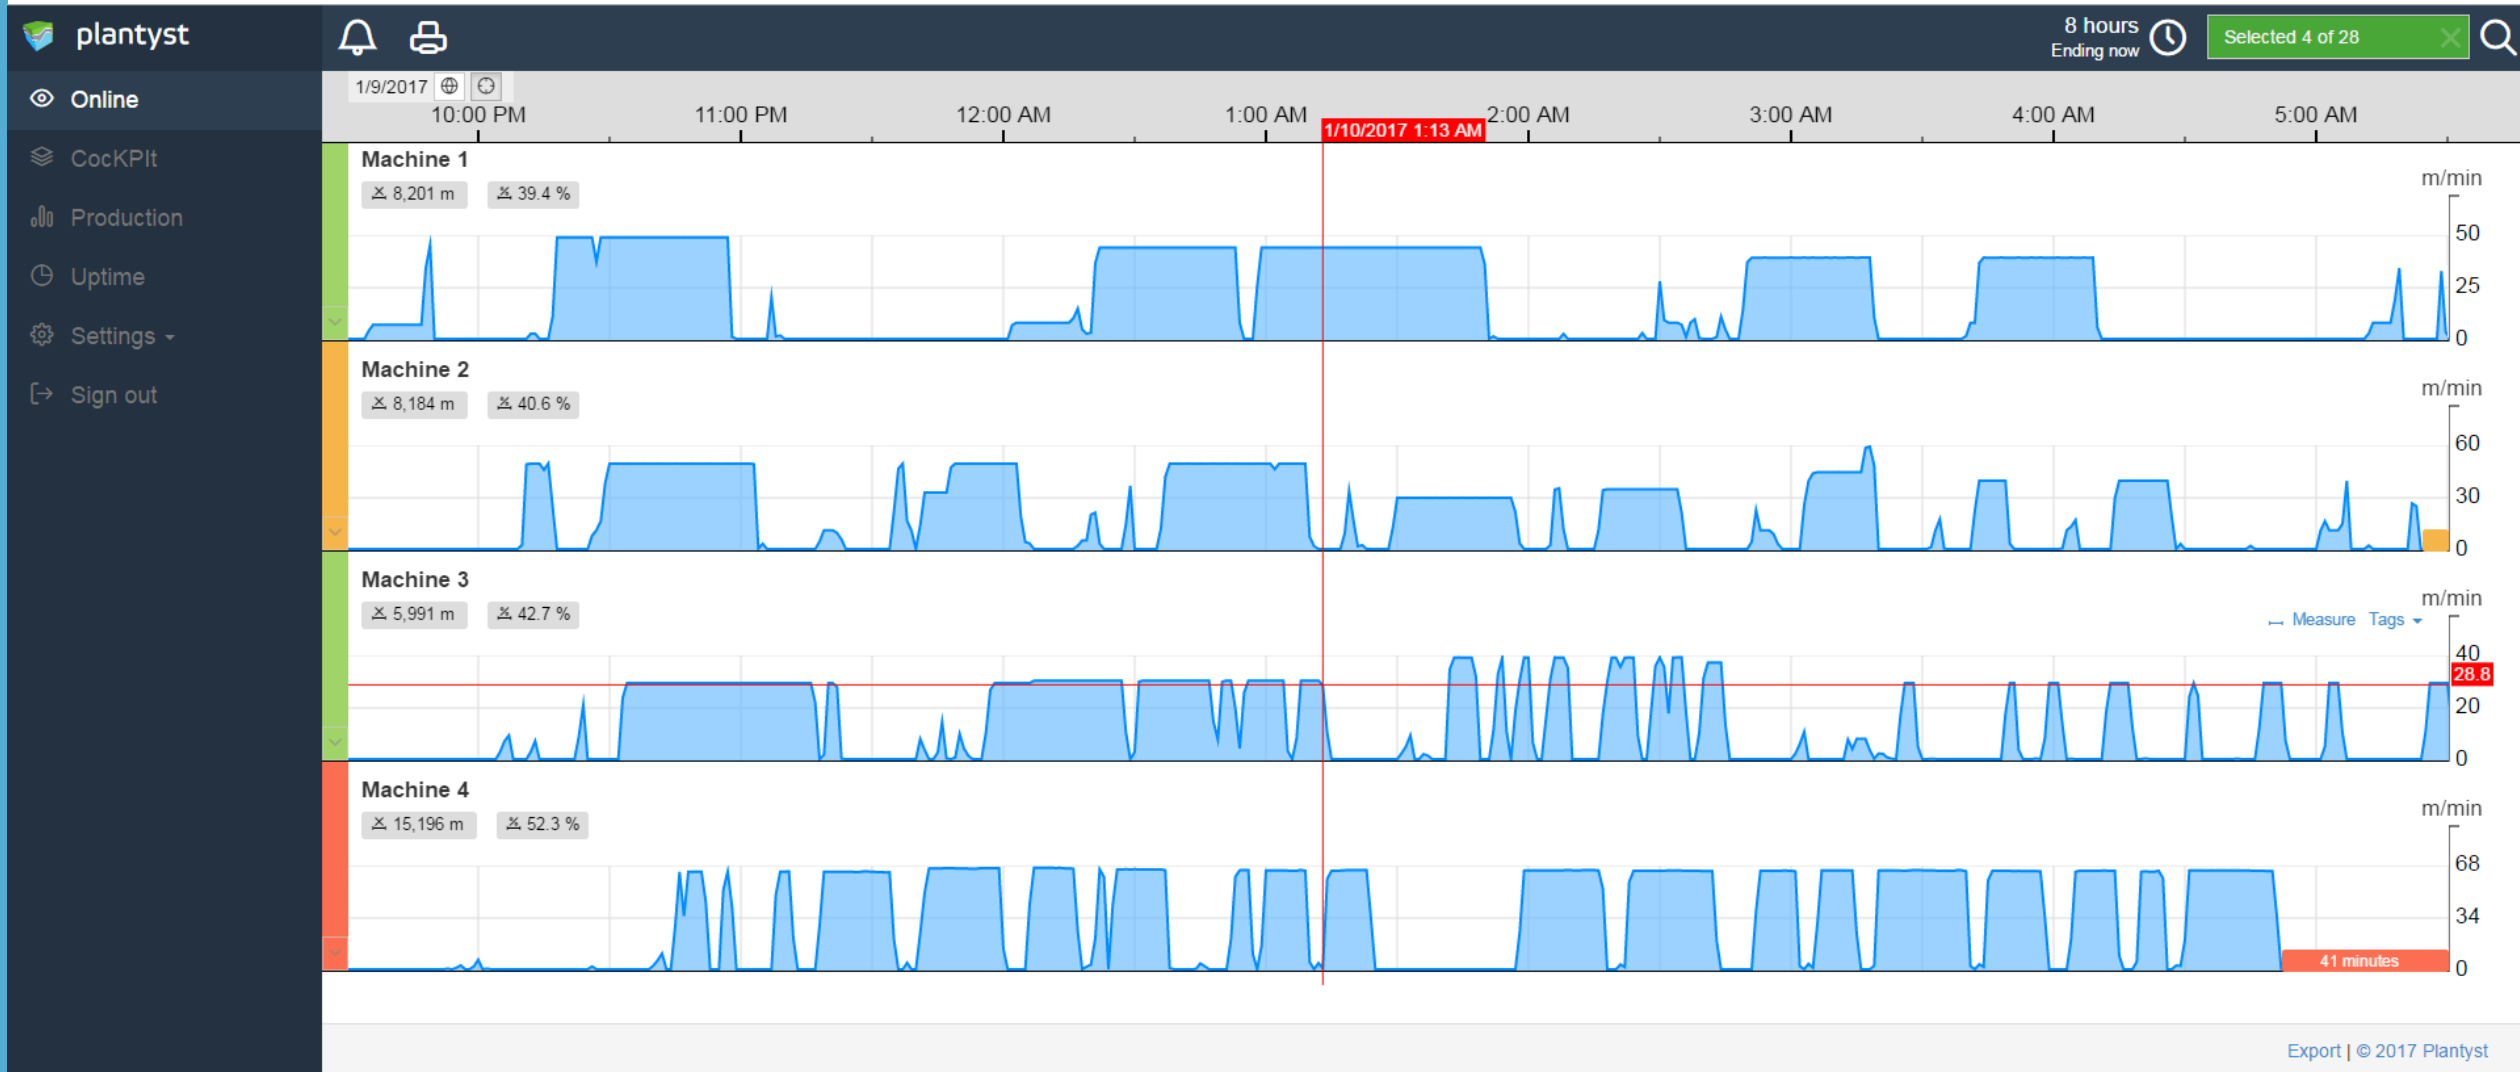 plantyst
8 hours
Ending now
Selected 4 of 28
Online
CocKPIt
Production
Uptime
Settings
Sign out
1/9/2017
10:00 PM 11:00 PM 12:00 AM 1:00 AM 2:00 AM 3:00 AM 4:00 AM 5:00 AM
1/10/2017 1:13 AM
Machine 1
8,201 m 39.4 %
m/min
50
25
0
Machine 2
8,184 m 40.6 %
m/min
60
30
0
Machine 3
5,991 m 42.7 %
m/min
Measure Tags
40
28.8
20
0
Machine 4
15,196 m 52.3 %
m/min
68
34
41 minutes
0
Export | © 2017 Plantyst